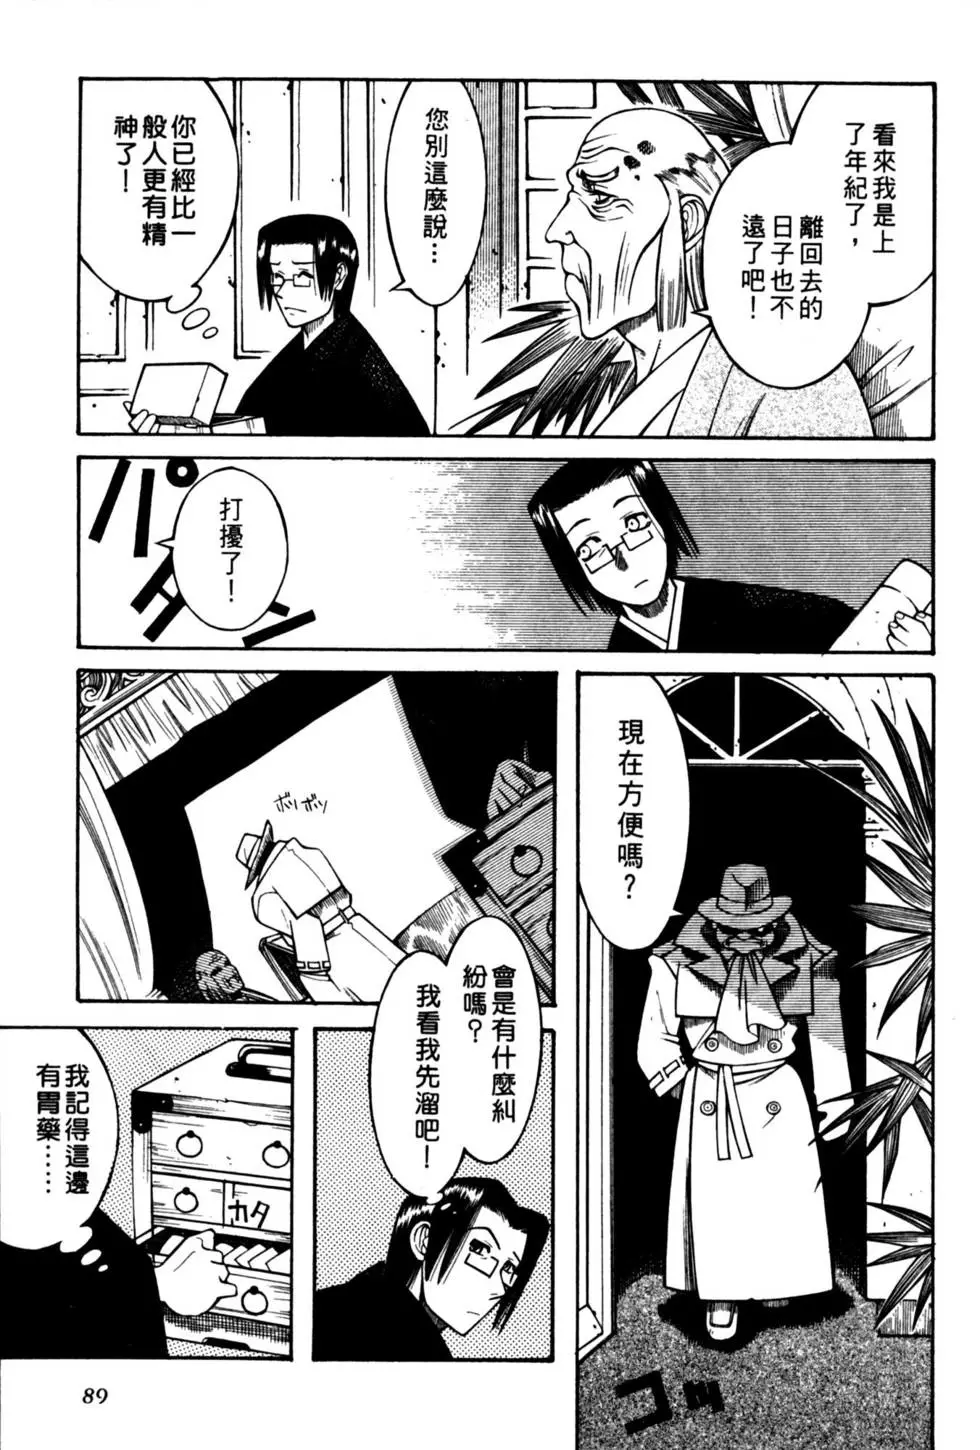 看來我是上
了年紀了，
離回去的
日子也不
遠了吧！
您別這麼說…
你已經比一
般人更有精
神了！
パタン
打擾了！
現在方便嗎？
コツ
ボソボソ
會是有什麼糾
紛嗎？
我看我先溜吧！
我記得這邊
有胃藥……
カタ
89